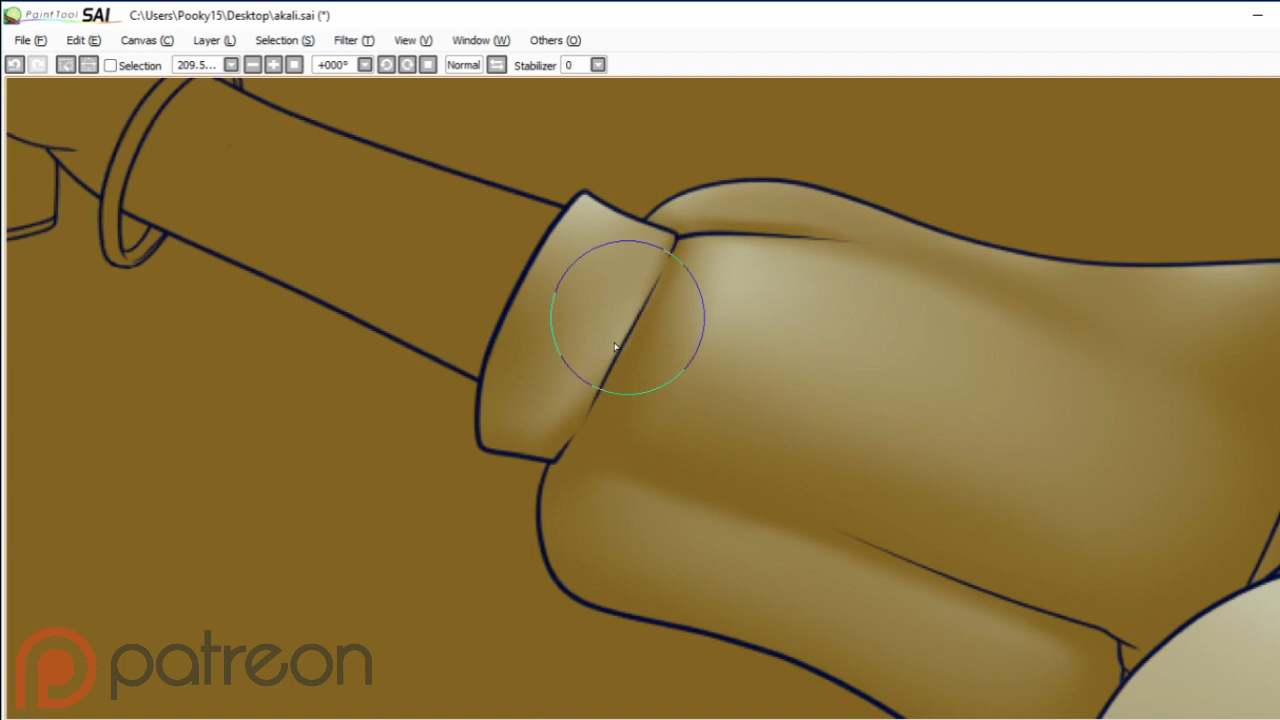 PaintTool SAI C:\Users\Pooky15\Desktop\akali.sai (*)
File (F) Edit (E) Canvas (C) Layer (L) Selection (S) Filter (T) View (V) Window (W) Others (O)
Selection 209.5... +000° Normal Stabilizer 0
patreon